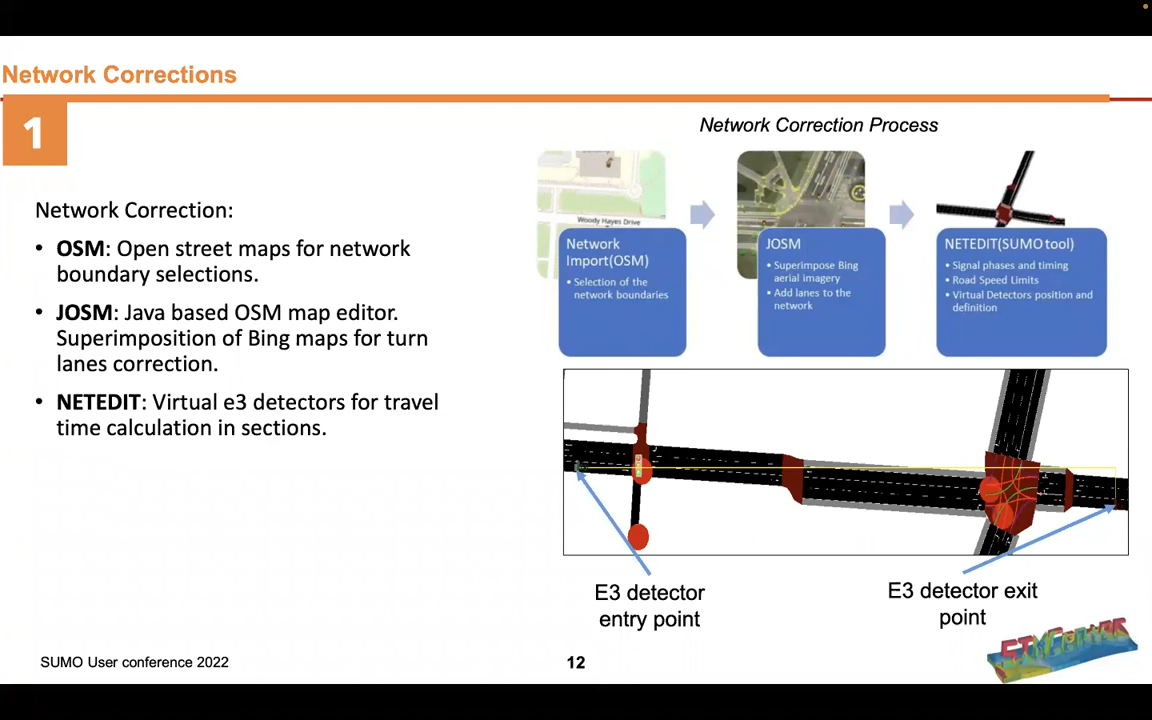 Network Corrections
1
Network Correction Process
Network Correction:
• OSM: Open street maps for network
boundary selections.
• JOSM: Java based OSM map editor.
Superimposition of Bing maps for turn
lanes correction.
• NETEDIT: Virtual e3 detectors for travel
time calculation in sections.
Woody Hayes Drive
Network
Import(OSM)
• Selection of the
network boundaries
JOSM
• Superimpose Bing
aerial imagery
• Add lanes to the
network
NETEDIT(SUMO tool)
• Signal phases and timing
• Road Speed Limits
• Virtual Detectors position and
definition
E3 detector
entry point
E3 detector exit
point
SUMO User conference 2022
12
SIMCenter